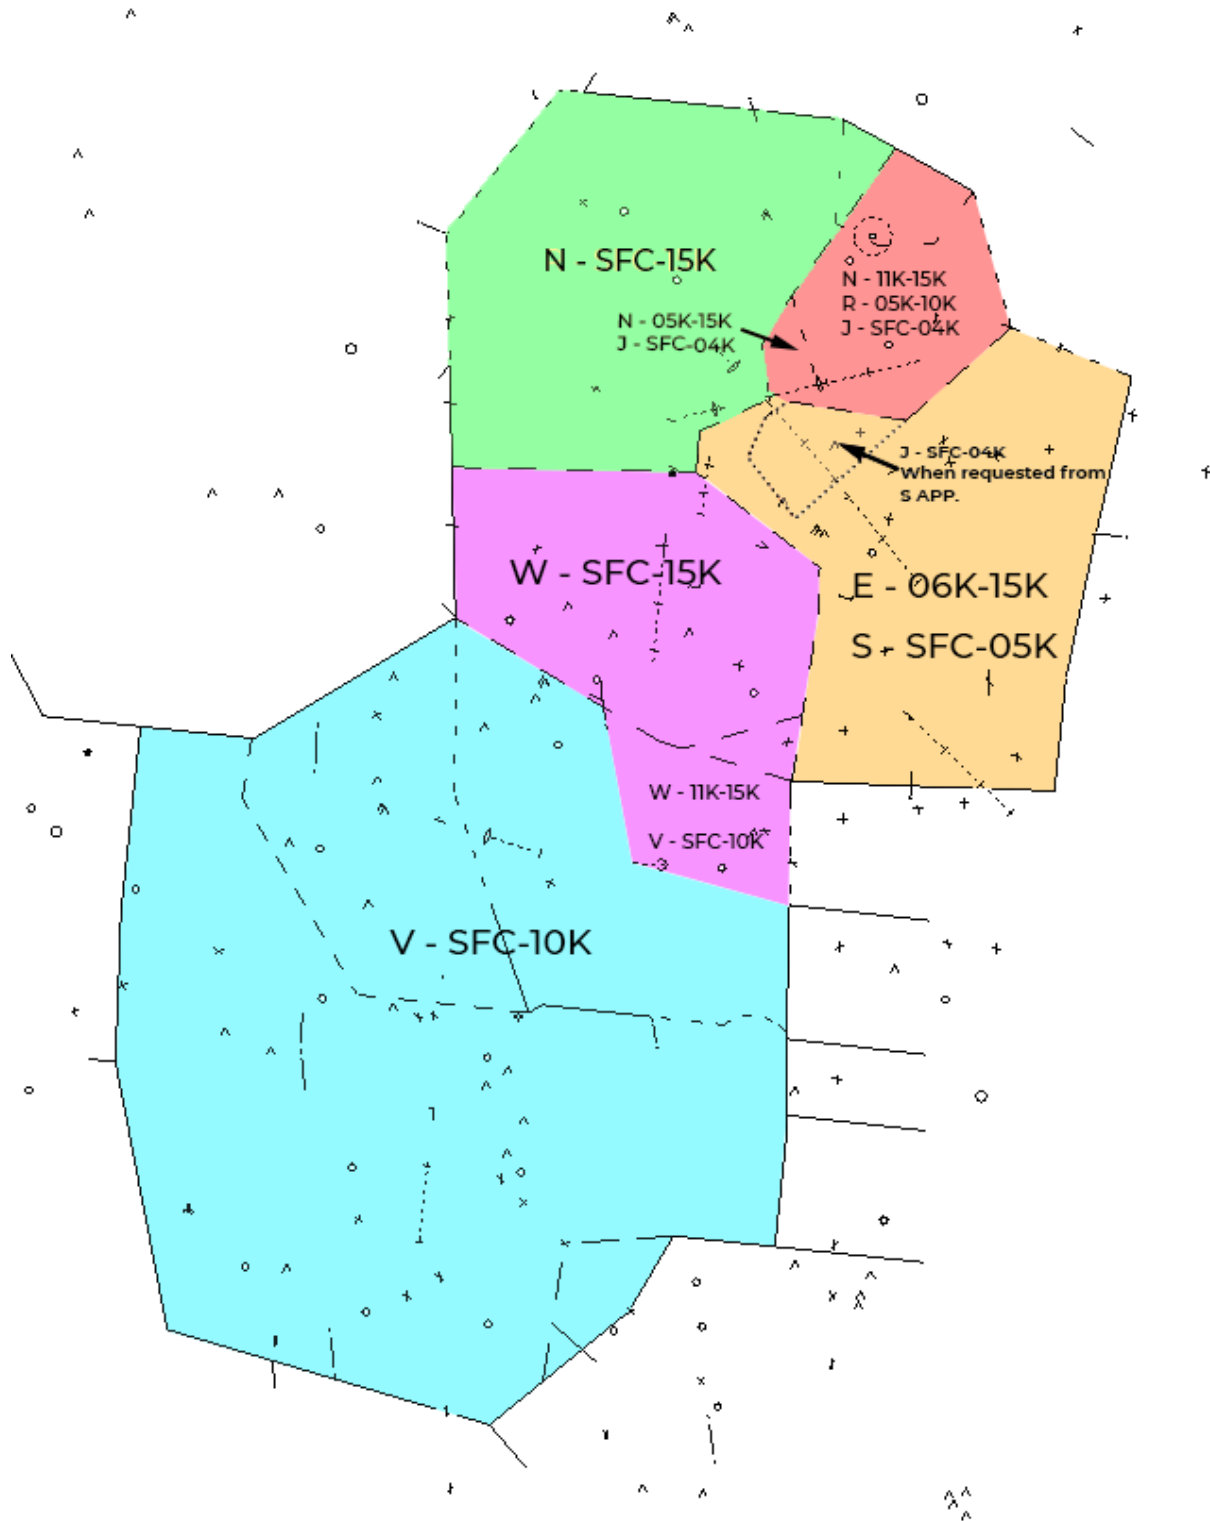 N - SFC-15K
N - 11K-15K
R - 05K-10K
J - SFC-04K
N - 05K-15K
J - SFC-04K
J - SFC-04K
When requested from
S APP.
W - SFC-15K
E - 06K-15K
S - SFC-05K
W - 11K-15K
V - SFC-10K
V - SFC-10K